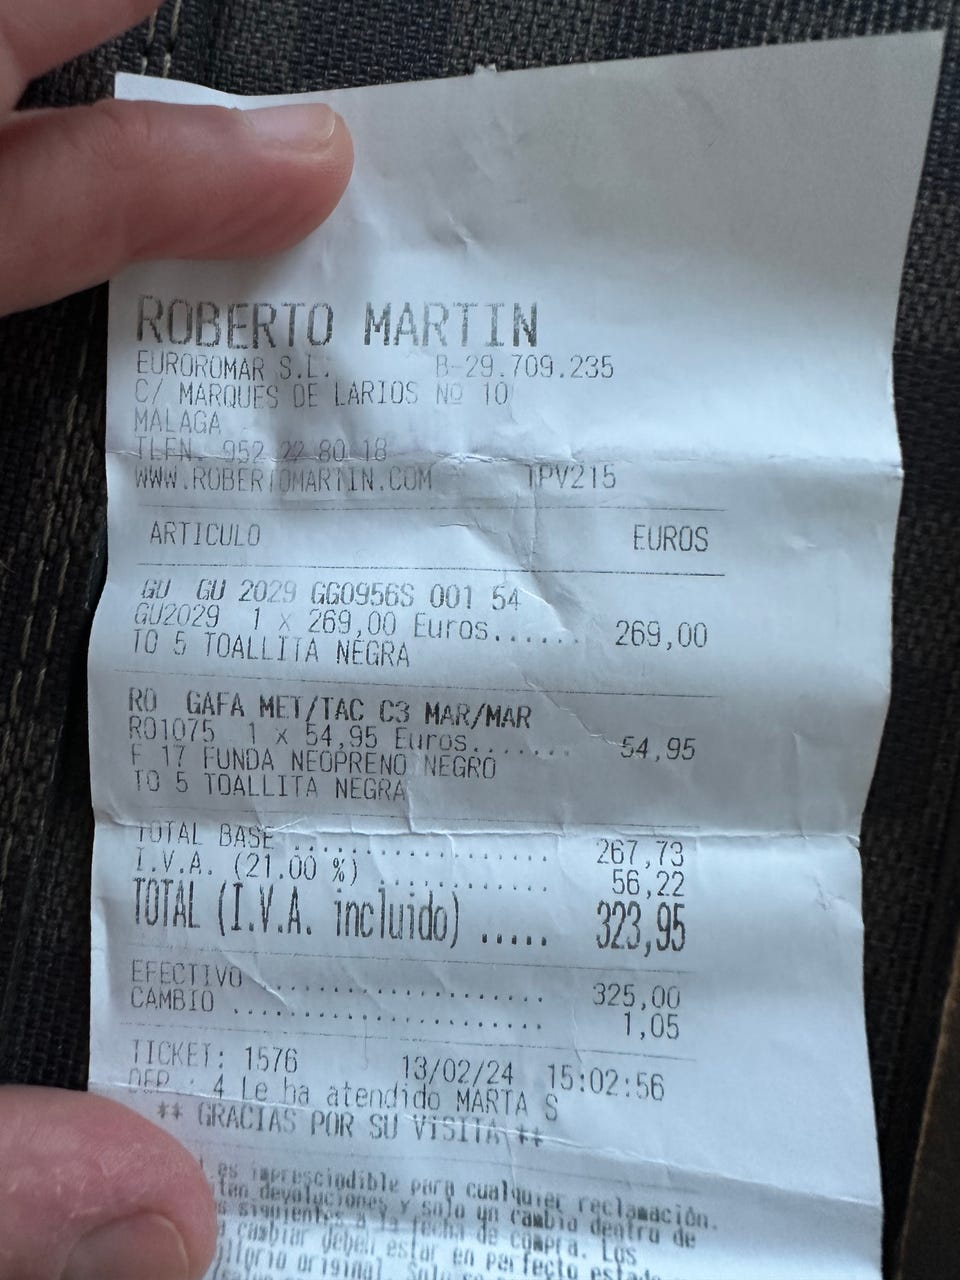 ROBERTO MARTIN
EUROROMAR S.L. B-29.709.235
C/ MARQUES DE LARIOS Nº 10
MALAGA
TLFN. 952 22 80 18
WWW.ROBERTOMARTIN.COM TPV215
ARTICULO EUROS
GU GU 2029 GG0956S 001 54
GU2029 1 x 269,00 Euros...... 269,00
TO 5 TOALLITA NEGRA
RO GAFA MET/TAC C3 MAR/MAR
RO1075 1 x 54,95 Euros....... 54,95
F 17 FUNDA NEOPRENO NEGRO
TO 5 TOALLITA NEGRA
TOTAL BASE .................. 267,73
I.V.A. (21.00 %) ........... 56,22
TOTAL (I.V.A. incluido) ..... 323,95
EFECTIVO .................... 325,00
CAMBIO ...................... 1,05
TICKET: 1576 13/02/24 15:02:56
DEP.: 4 Le ha atendido MARTA S
** GRACIAS POR SU VISITA **
es imprescindible para cualquier reclamación.
devoluciones y solo un cambio dentro de
siguientes a la fecha de compra. Los
cambiar deben estar en perfecto estado
original. Solo se